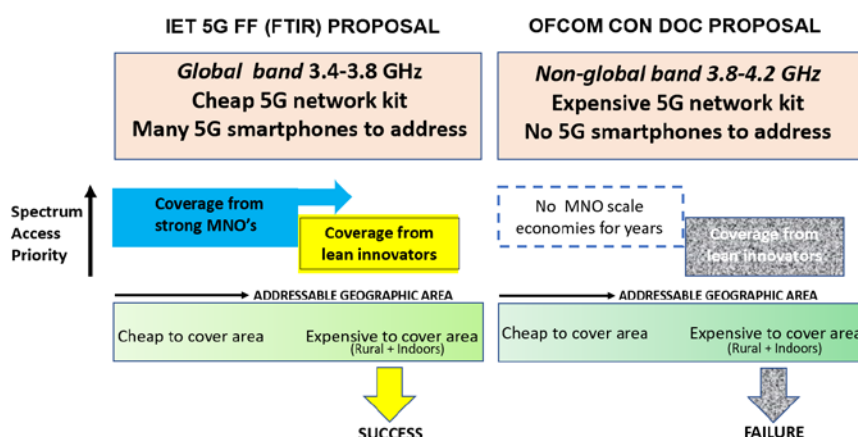 IET 5G FF (FTIR) PROPOSAL
Global band 3.4-3.8 GHz
Cheap 5G network kit
Many 5G smartphones to address
Spectrum
Access
Priority
Coverage from
strong MNO's
Coverage from
lean innovators
ADDRESSABLE GEOGRAPHIC AREA
Cheap to cover area
Expensive to cover area
(Rural + Indoors)
SUCCESS
OFCOM CON DOC PROPOSAL
Non-global band 3.8-4.2 GHz
Expensive 5G network kit
No 5G smartphones to address
No MNO scale
economies for years
Coverage from
lean innovators
ADDRESSABLE GEOGRAPHIC AREA
Cheap to cover area
Expensive to cover area
(Rural + Indoors)
FAILURE